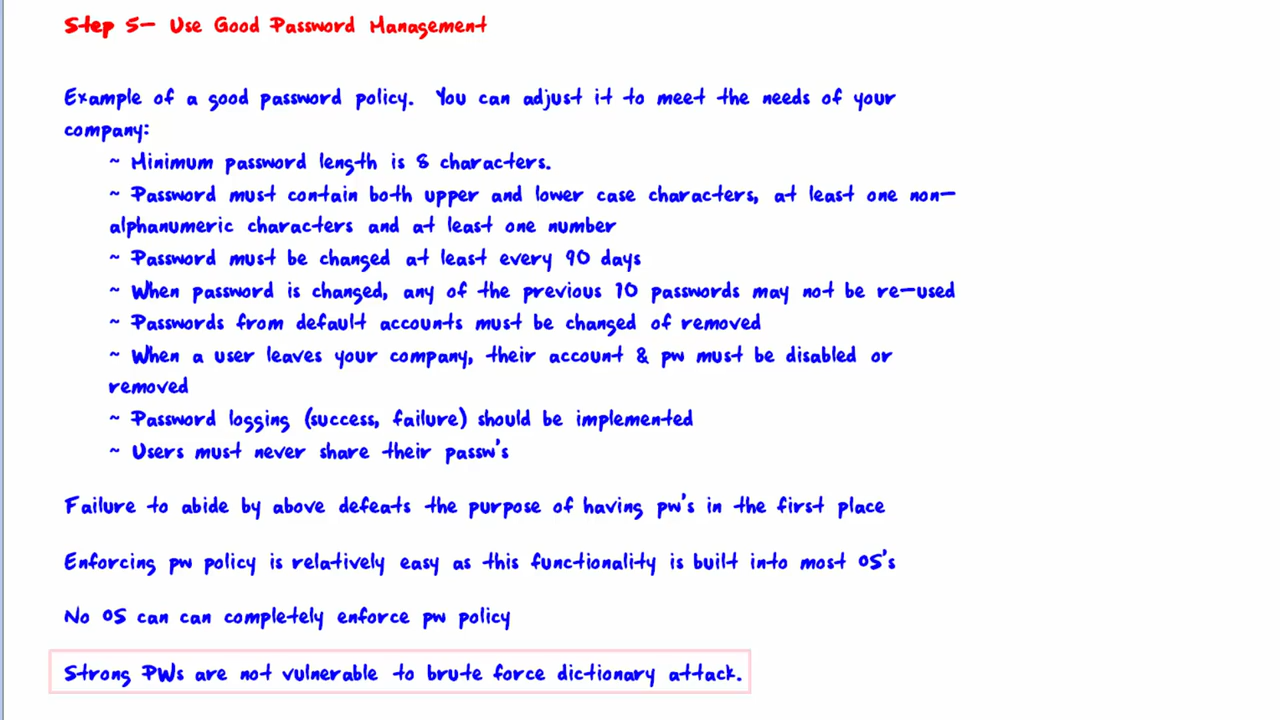 Step 5- Use Good Password Management
Example of a good password policy. You can adjust it to meet the needs of your
company:
~ Minimum password length is 8 characters.
~ Password must contain both upper and lower case characters, at least one non-
alphanumeric characters and at least one number
~ Password must be changed at least every 90 days
~ When password is changed, any of the previous 10 passwords may not be re-used
~ Passwords from default accounts must be changed of removed
~ When a user leaves your company, their account & pw must be disabled or
removed
~ Password logging (success, failure) should be implemented
~ Users must never share their passw's
Failure to abide by above defeats the purpose of having pw's in the first place
Enforcing pw policy is relatively easy as this functionality is built into most OS's
No OS can can completely enforce pw policy
Strong PWs are not vulnerable to brute force dictionary attack.